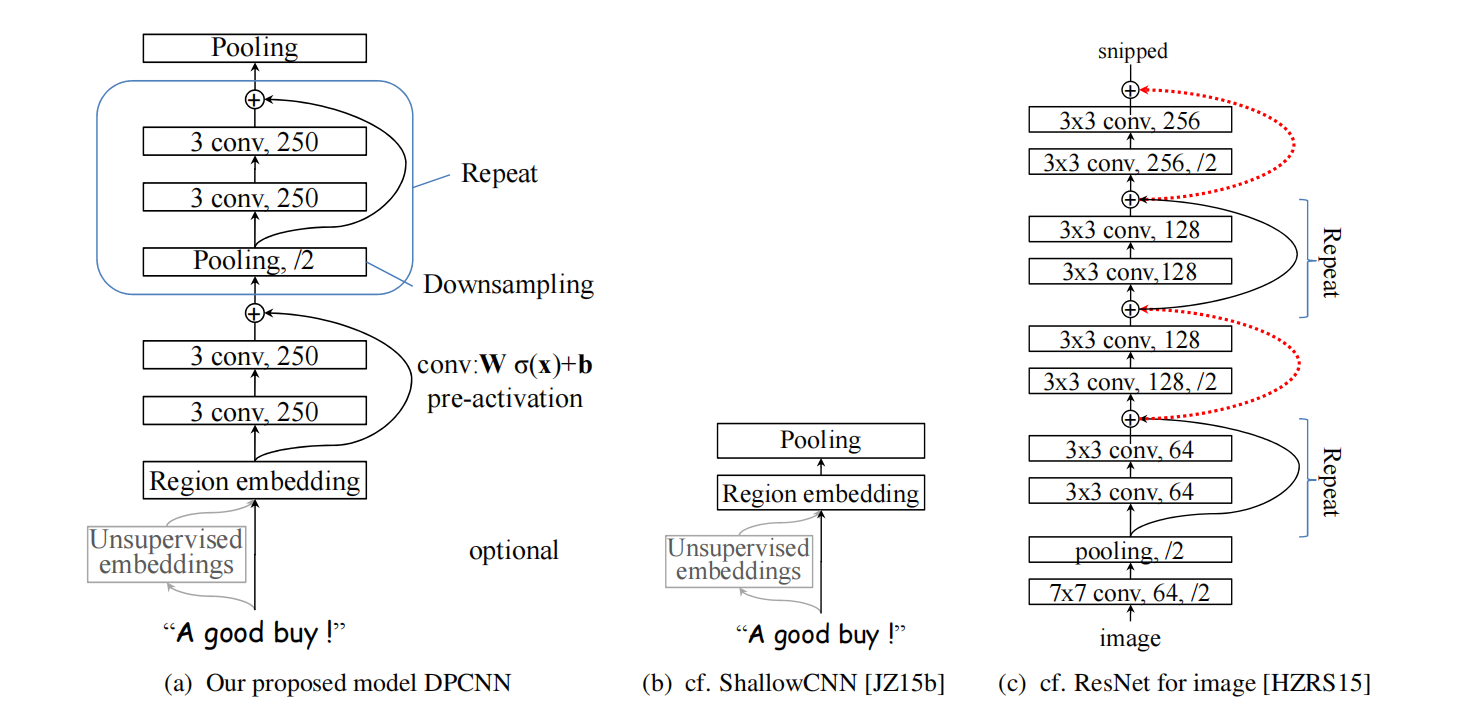 Pooling
3 conv, 250
3 conv, 250
Repeat
Pooling, /2
Downsampling
3 conv, 250
conv:W σ(x)+b
pre-activation
3 conv, 250
Region embedding
Unsupervised
embeddings
optional
“A good buy !”
(a) Our proposed model DPCNN
Pooling
Region embedding
Unsupervised
embeddings
“A good buy !”
(b) cf. ShallowCNN [JZ15b]
snipped
3x3 conv, 256
3x3 conv, 256, /2
3x3 conv, 128
3x3 conv,128
Repeat
3x3 conv, 128
3x3 conv, 128, /2
3x3 conv, 64
3x3 conv, 64
Repeat
pooling, /2
7x7 conv, 64, /2
image
(c) cf. ResNet for image [HZRS15]